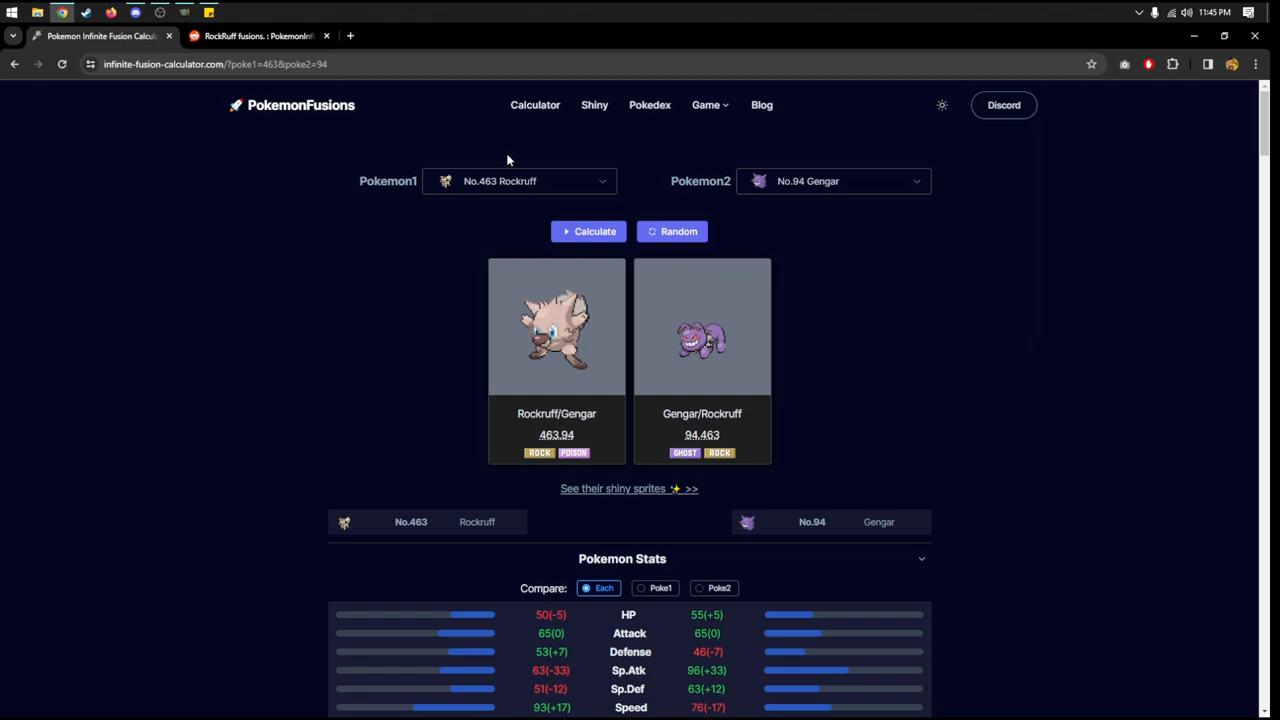 11:45 PM
Pokemon Infinite Fusion Calcula
RockRuff fusions. : PokemonInf
infinite-fusion-calculator.com/?poke1=463&poke2=94
PokemonFusions
Calculator Shiny Pokedex Game Blog
Discord
Pokemon1 No.463 Rockruff
Pokemon2 No.94 Gengar
Calculate Random
Rockruff/Gengar
463.94
ROCK POISON
Gengar/Rockruff
94.463
GHOST ROCK
See their shiny sprites ✨ >>
No.463 Rockruff
No.94 Gengar
Pokemon Stats
Compare: Each Poke1 Poke2
50(-5) HP 55(+5)
65(0) Attack 65(0)
53(+7) Defense 46(-7)
63(-33) Sp.Atk 96(+33)
51(-12) Sp.Def 63(+12)
93(+17) Speed 76(-17)